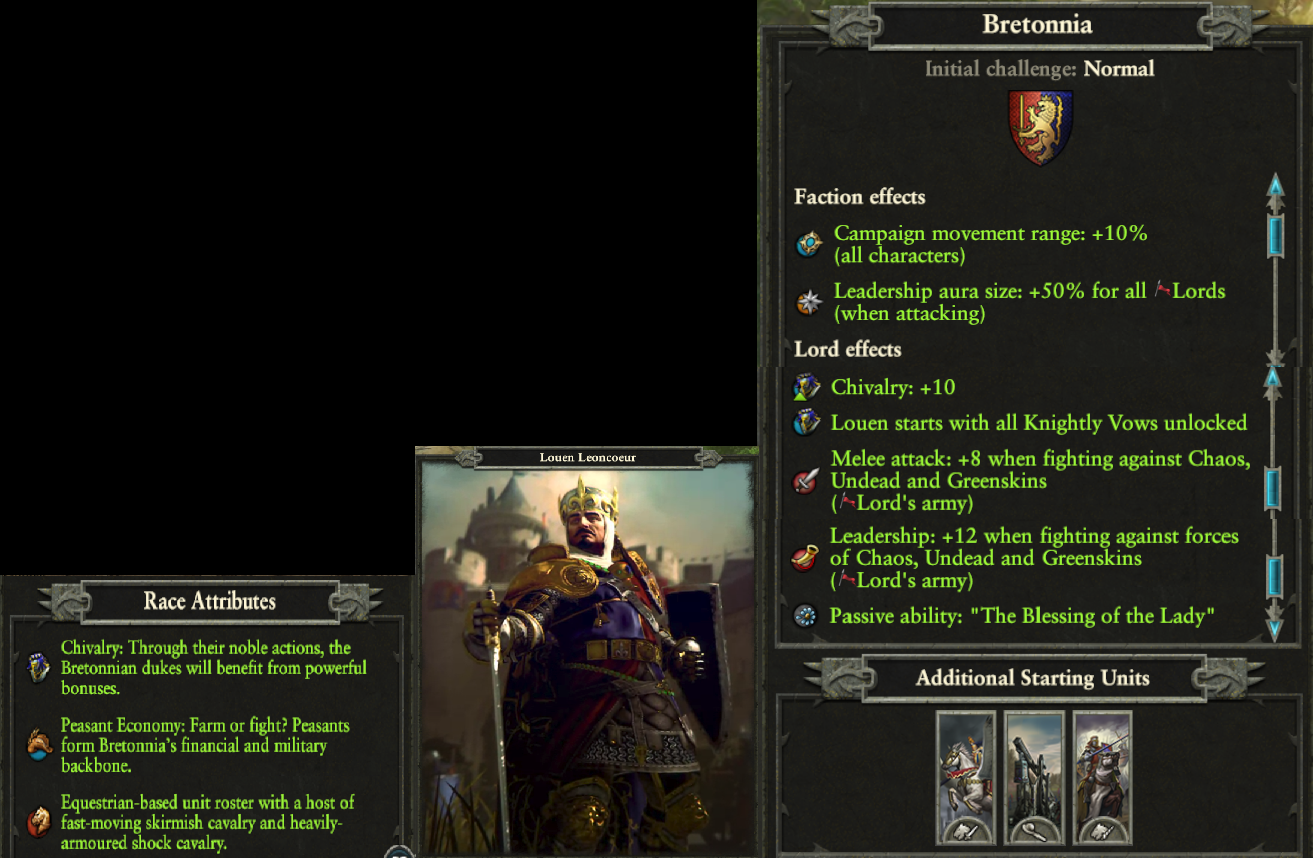 Bretonnia
Initial challenge: Normal
Faction effects
Campaign movement range: +10%
(all characters)
Leadership aura size: +50% for all Lords
(when attacking)
Lord effects
Chivalry: +10
Louen starts with all Knightly Vows unlocked
Melee attack: +8 when fighting against Chaos,
Undead and Greenskins
(Lord's army)
Leadership: +12 when fighting against forces
of Chaos, Undead and Greenskins
(Lord's army)
Passive ability: "The Blessing of the Lady"
Additional Starting Units
Louen Leoncoeur
Race Attributes
Chivalry: Through their noble actions, the
Bretonnian dukes will benefit from powerful
bonuses.
Peasant Economy: Farm or fight? Peasants
form Bretonnia's financial and military
backbone.
Equestrian-based unit roster with a host of
fast-moving skirmish cavalry and heavily-
armoured shock cavalry.